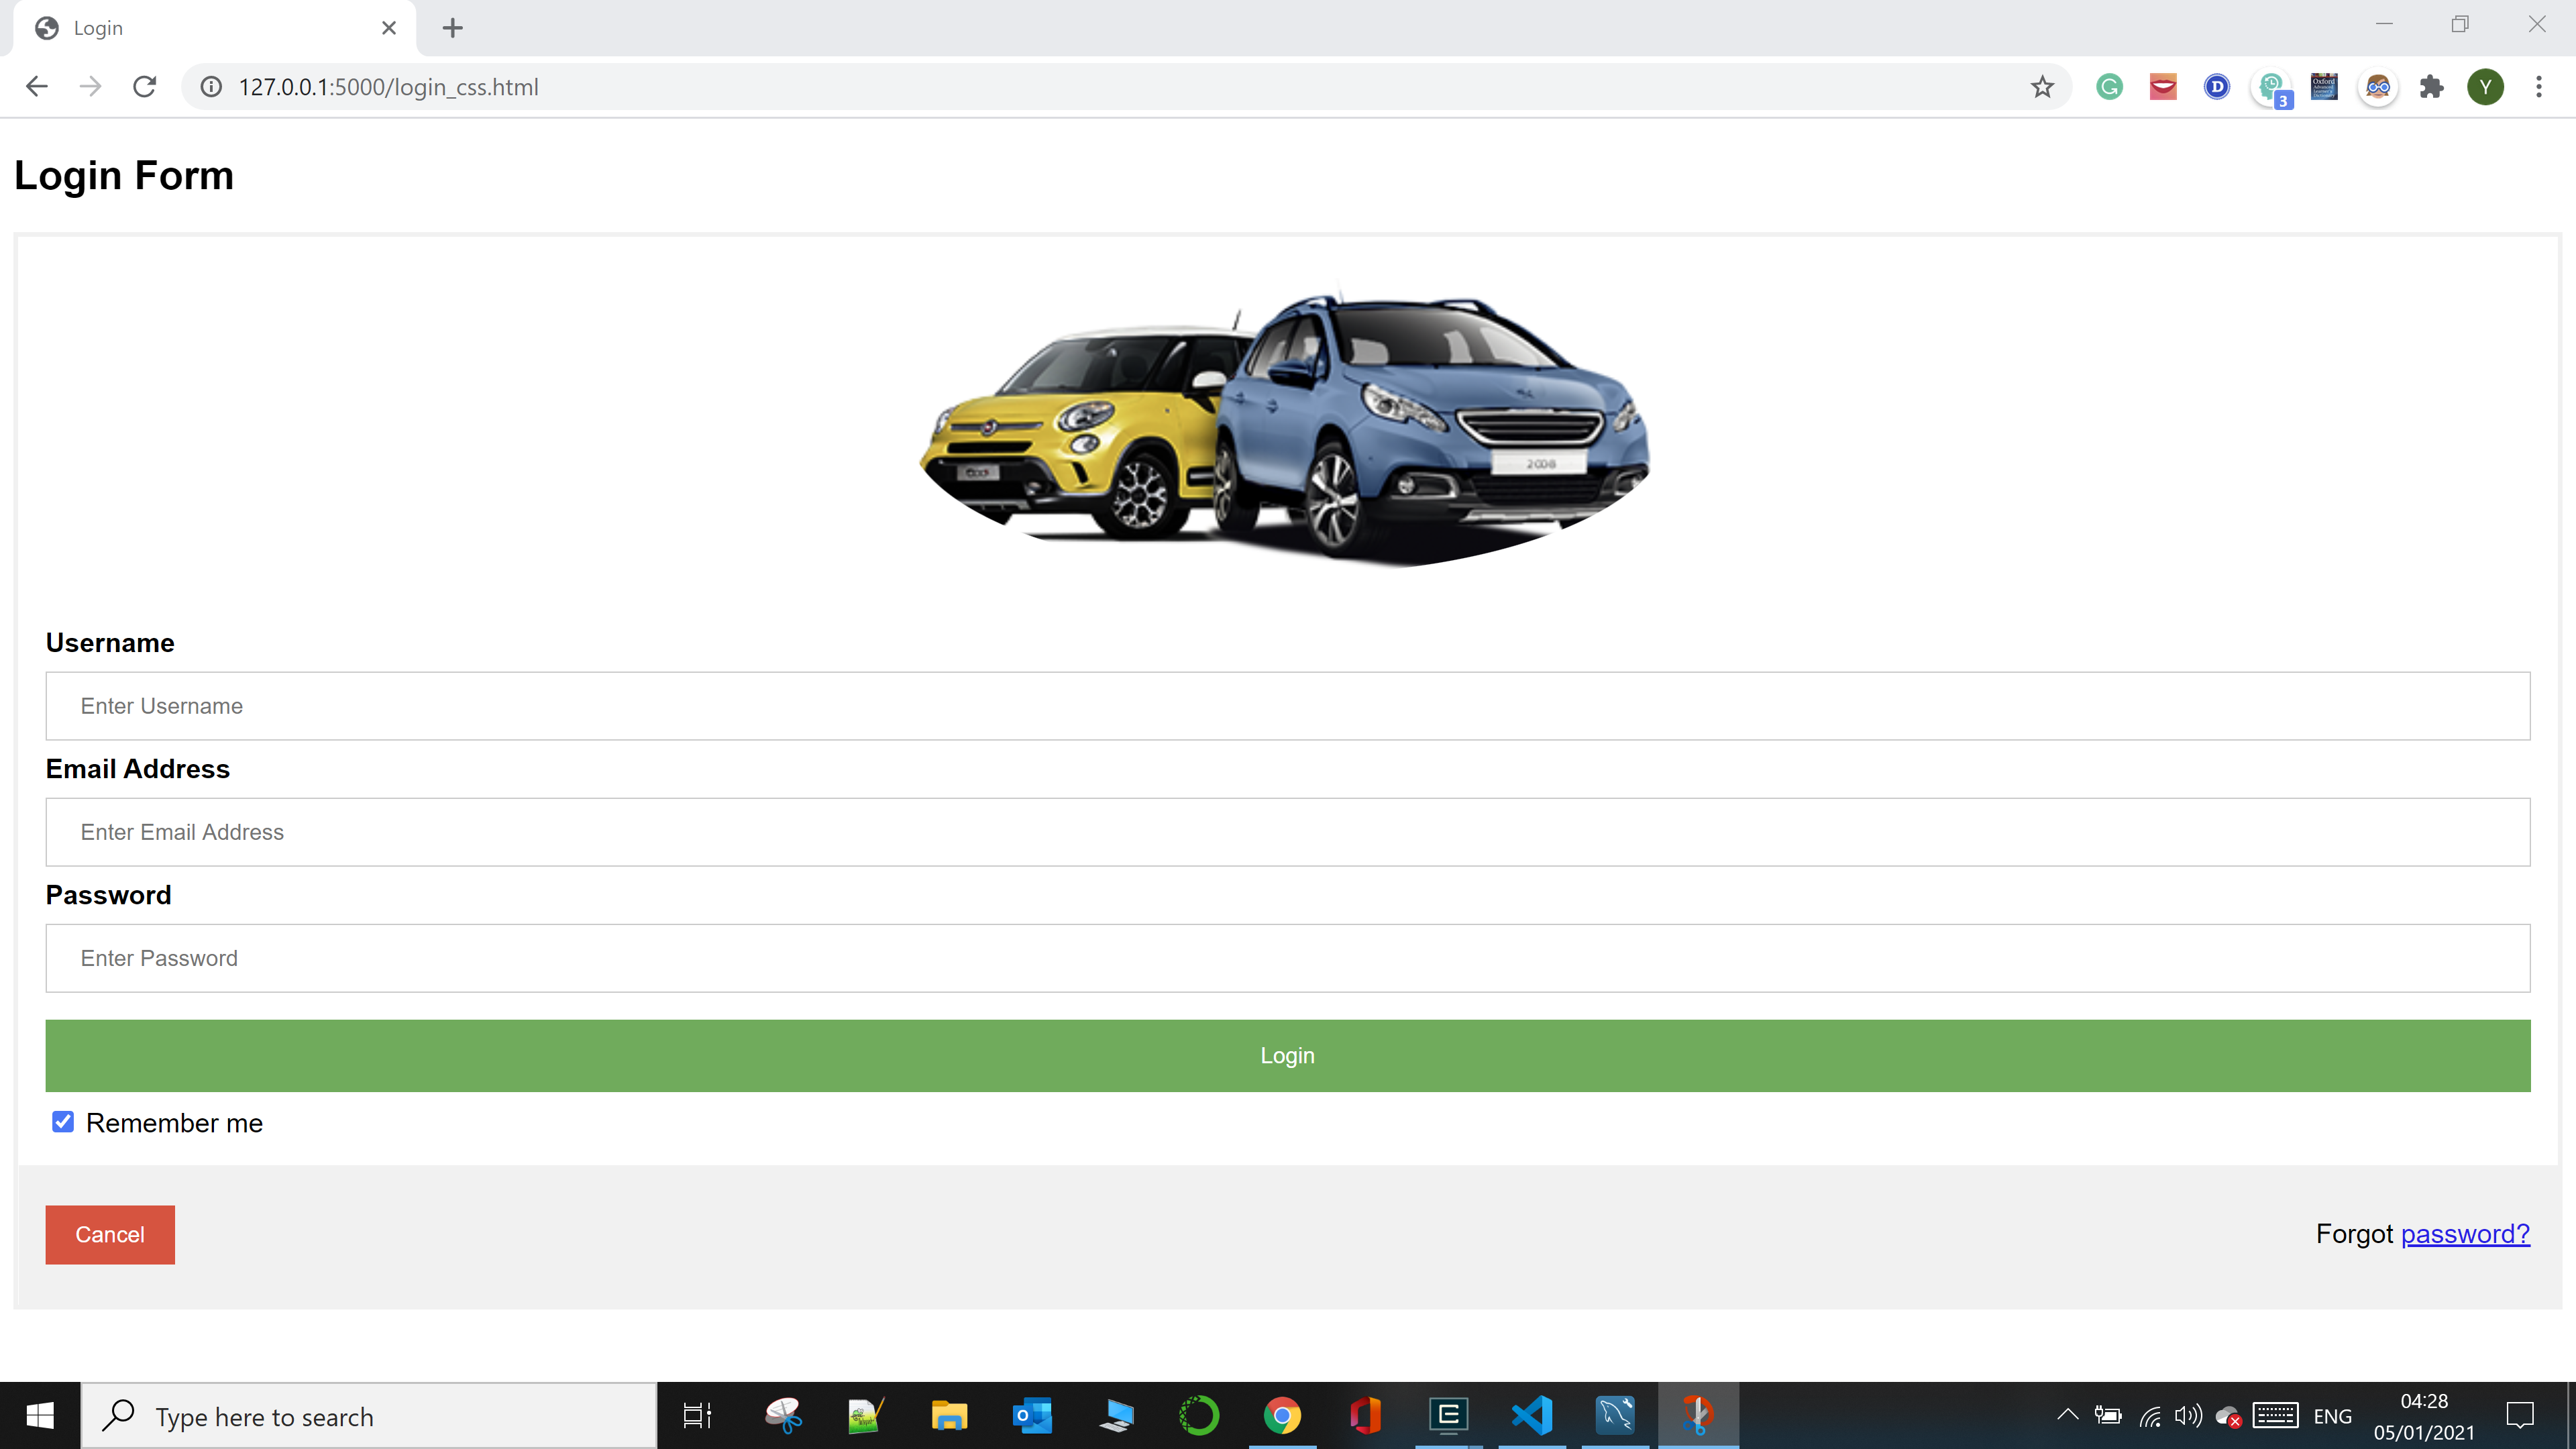 Login
127.0.0.1:5000/login_css.html
D
3
Oxford
Y
Login Form
2008
Username
Enter Username
Email Address
Enter Email Address
Password
Enter Password
Login
Remember me
Cancel
Forgot password?
Type here to search
ENG
04:28
05/01/2021